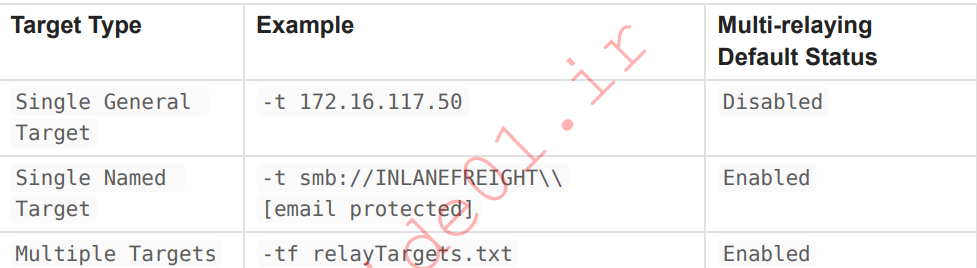 Target Type Example Multi-relaying
Default Status
Single General -t 172.16.117.50 Disabled
Target
Single Named -t smb://INLANEFREIGHT\\ Enabled
Target [email protected]
Multiple Targets -tf relayTargets.txt Enabled
de01.ir